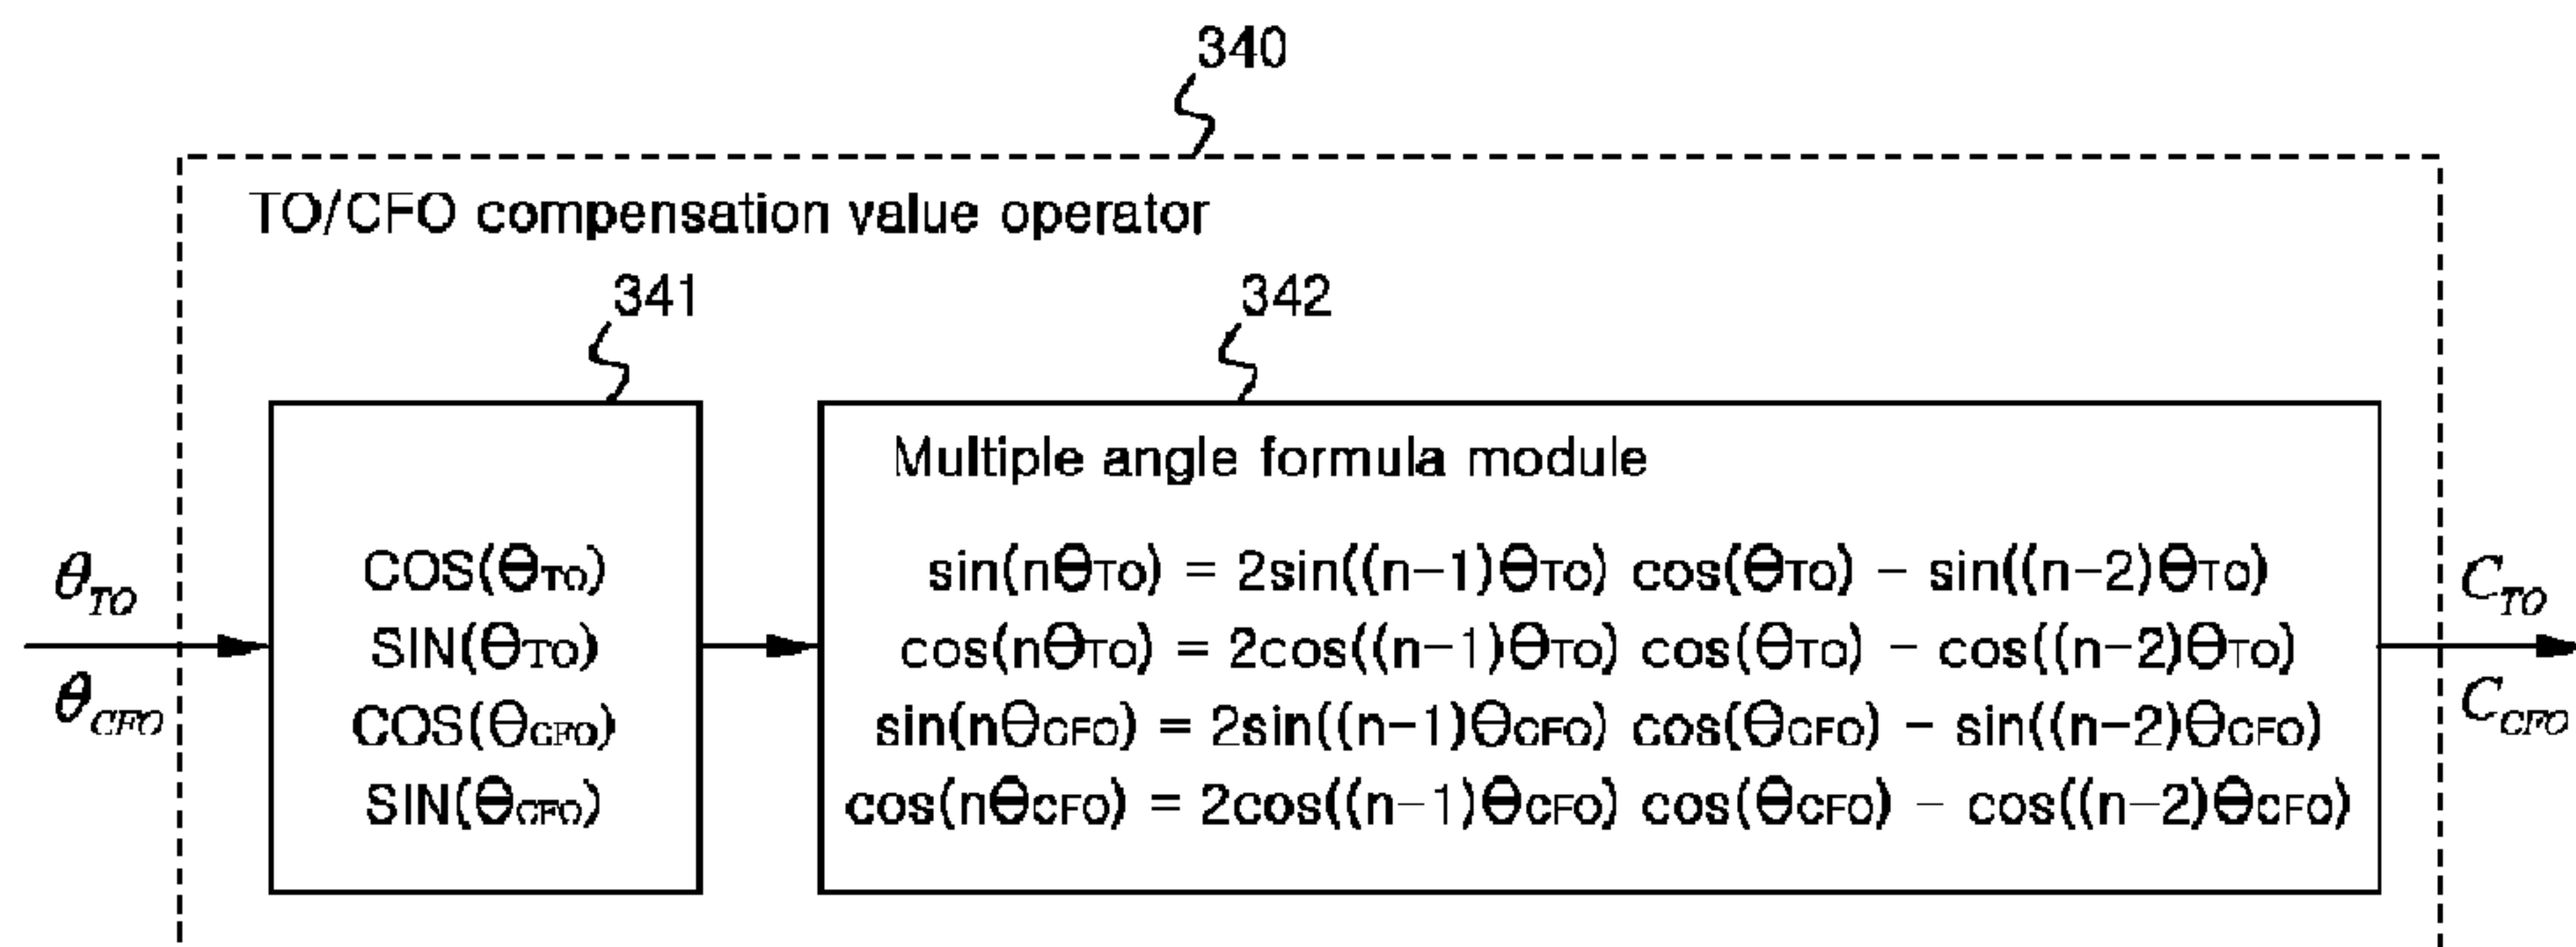 340
TO/CFO compensation value operator
341
342
Multiple angle formula module
θTO
θCFO
COS(θTO)
SIN(θTO)
COS(θCFO)
SIN(θCFO)
sin(nθTO) = 2sin((n-1)θTO) cos(θTO) - sin((n-2)θTO)
cos(nθTO) = 2cos((n-1)θTO) cos(θTO) - cos((n-2)θTO)
sin(nθCFO) = 2sin((n-1)θCFO) cos(θCFO) - sin((n-2)θCFO)
cos(nθCFO) = 2cos((n-1)θCFO) cos(θCFO) - cos((n-2)θCFO)
CTO
CCFO